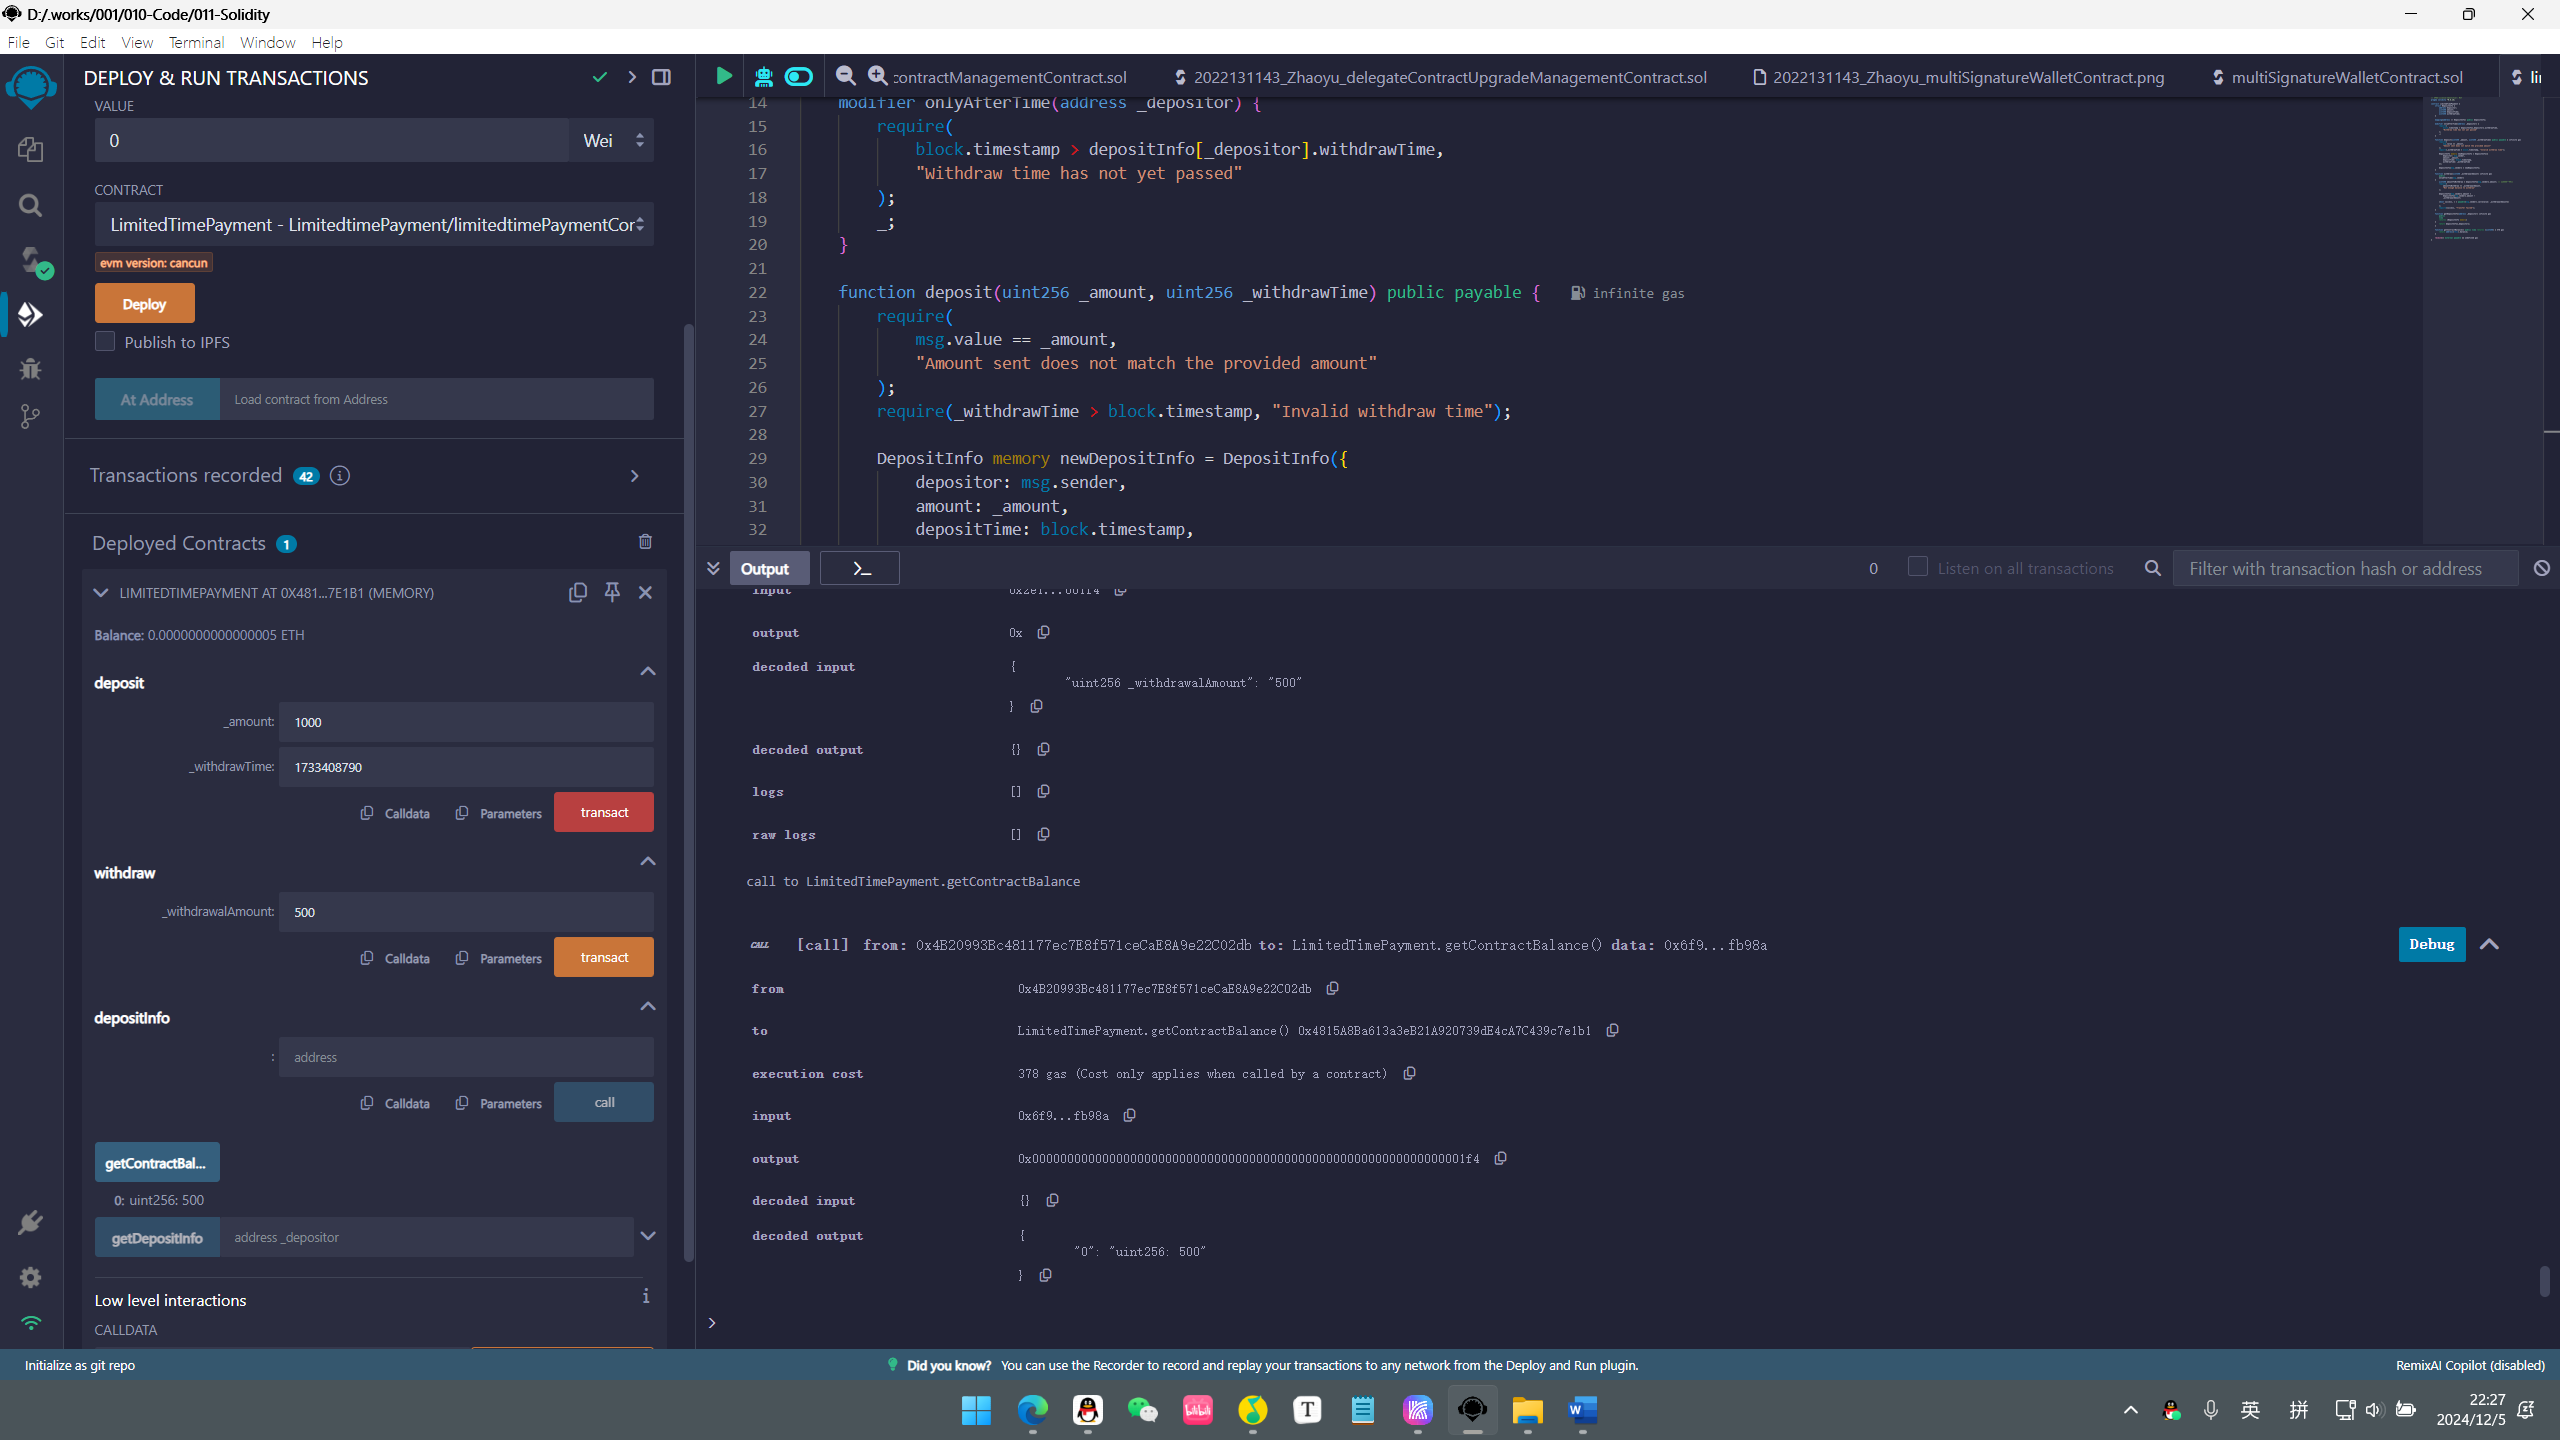 D:/.works/001/010-Code/011-Solidity
File Git Edit View Terminal Window Help
DEPLOY & RUN TRANSACTIONS
VALUE
0
Wei
CONTRACT
LimitedTimePayment - LimitedtimePayment/limitedtimePaymentCor
evm version: cancun
Deploy
Publish to IPFS
At Address
Load contract from Address
Transactions recorded 42
Deployed Contracts 1
LIMITEDTIMEPAYMENT AT 0X481...7E1B1 (MEMORY)
Balance: 0.0000000000000005 ETH
deposit
_amount: 1000
_withdrawTime: 1733408790
Calldata Parameters transact
withdraw
_withdrawalAmount: 500
Calldata Parameters transact
depositInfo
: address
Calldata Parameters call
getContractBal...
0: uint256: 500
getDepositInfo address _depositor
Low level interactions
CALLDATA
contractManagementContract.sol
2022131143_Zhaoyu_delegateContractUpgradeManagementContract.sol
2022131143_Zhaoyu_multiSignatureWalletContract.png
multiSignatureWalletContract.sol
14 modifier onlyAfterTime(address _depositor) {
15 require(
16 block.timestamp > depositInfo[_depositor].withdrawTime,
17 "Withdraw time has not yet passed"
18 );
19 _;
20 }
21
22 function deposit(uint256 _amount, uint256 _withdrawTime) public payable { infinite gas
23 require(
24 msg.value == _amount,
25 "Amount sent does not match the provided amount"
26 );
27 require(_withdrawTime > block.timestamp, "Invalid withdraw time");
28
29 DepositInfo memory newDepositInfo = DepositInfo({
30 depositor: msg.sender,
31 amount: _amount,
32 depositTime: block.timestamp,
Output >_
0 Listen on all transactions Filter with transaction hash or address
input 0x2e1...001f4
output 0x
decoded input {
"uint256 _withdrawalAmount": "500"
}
decoded output {}
logs []
raw logs []
call to LimitedTimePayment.getContractBalance
CALL [call] from: 0x4B20993Bc481177ec7E8f571ceCaE8A9e22C02db to: LimitedTimePayment.getContractBalance() data: 0x6f9...fb98a
Debug
from 0x4B20993Bc481177ec7E8f571ceCaE8A9e22C02db
to LimitedTimePayment.getContractBalance() 0x4815A8Ba613a3eB21A920739dE4cA7C439c7e1b1
execution cost 378 gas (Cost only applies when called by a contract)
input 0x6f9...fb98a
output 0x00000000000000000000000000000000000000000000000000000000000001f4
decoded input {}
decoded output {
"0": "uint256: 500"
}
>
Initialize as git repo
Did you know? You can use the Recorder to record and replay your transactions to any network from the Deploy and Run plugin.
RemixAI Copilot (disabled)
英 拼
22:27
2024/12/5